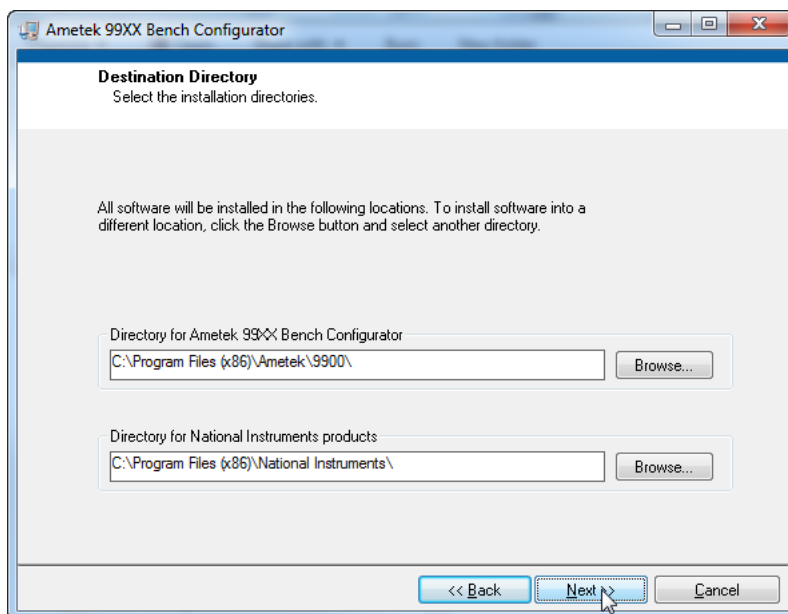 Ametek 99XX Bench Configurator
Destination Directory
Select the installation directories.
All software will be installed in the following locations. To install software into a
different location, click the Browse button and select another directory.
Directory for Ametek 99XX Bench Configurator
C:\Program Files (x86)\Ametek\9900\
Browse...
Directory for National Instruments products
C:\Program Files (x86)\National Instruments\
Browse...
<< Back
Next >>
Cancel